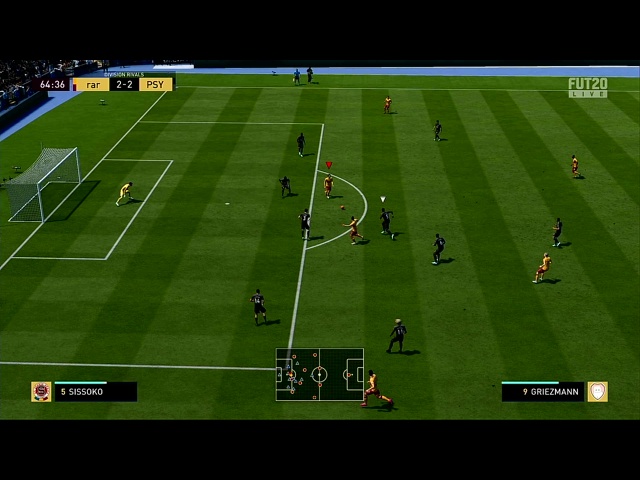 DIVISION RIVALS
64:36 rar 2-2 PSY
FUT20
LIVE
5 SISSOKO
9 GRIEZMANN